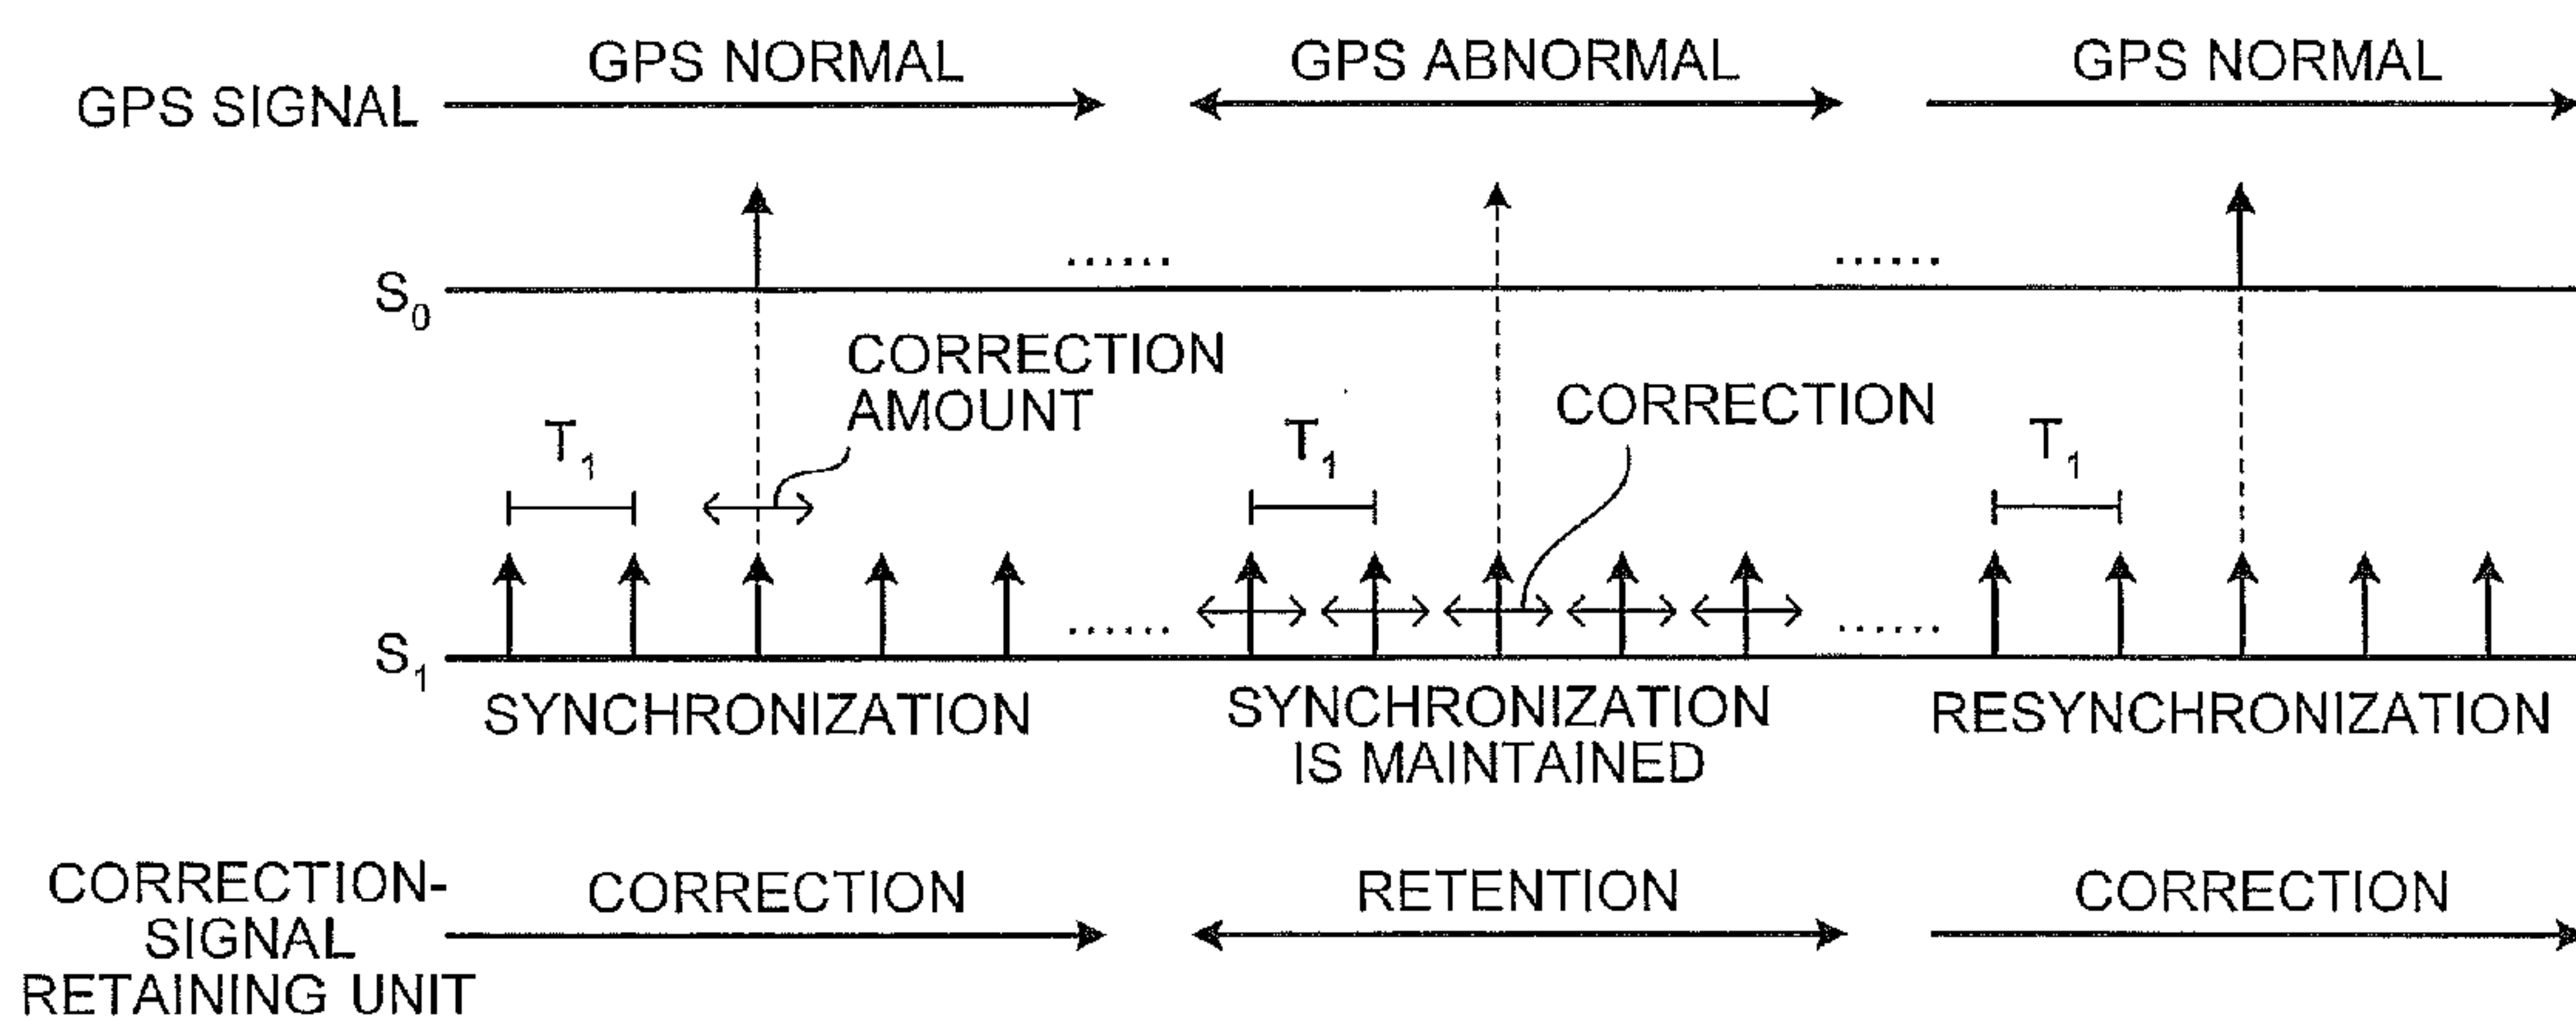 GPS NORMAL
GPS ABNORMAL
GPS NORMAL
GPS SIGNAL
S0
CORRECTION
AMOUNT
CORRECTION
T1
T1
T1
S1
SYNCHRONIZATION
SYNCHRONIZATION
IS MAINTAINED
RESYNCHRONIZATION
CORRECTION-
SIGNAL
RETAINING UNIT
CORRECTION
RETENTION
CORRECTION